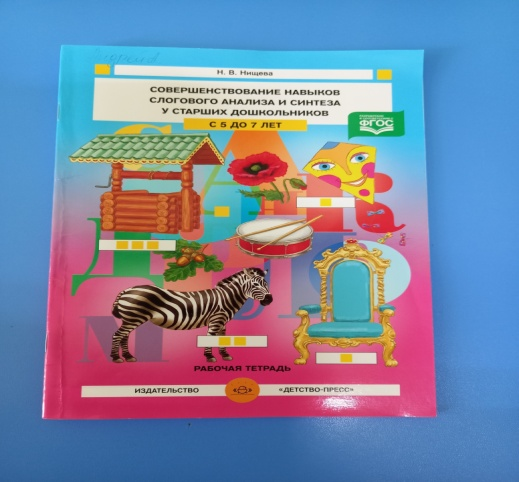 Н. В. Нищева
СОВЕРШЕНСТВОВАНИЕ НАВЫКОВ
СЛОГОВОГО АНАЛИЗА И СИНТЕЗА
У СТАРШИХ ДОШКОЛЬНИКОВ
С 5 ДО 7 ЛЕТ
ФГОС
РАБОЧАЯ ТЕТРАДЬ
ИЗДАТЕЛЬСТВО «ДЕТСТВО-ПРЕСС»